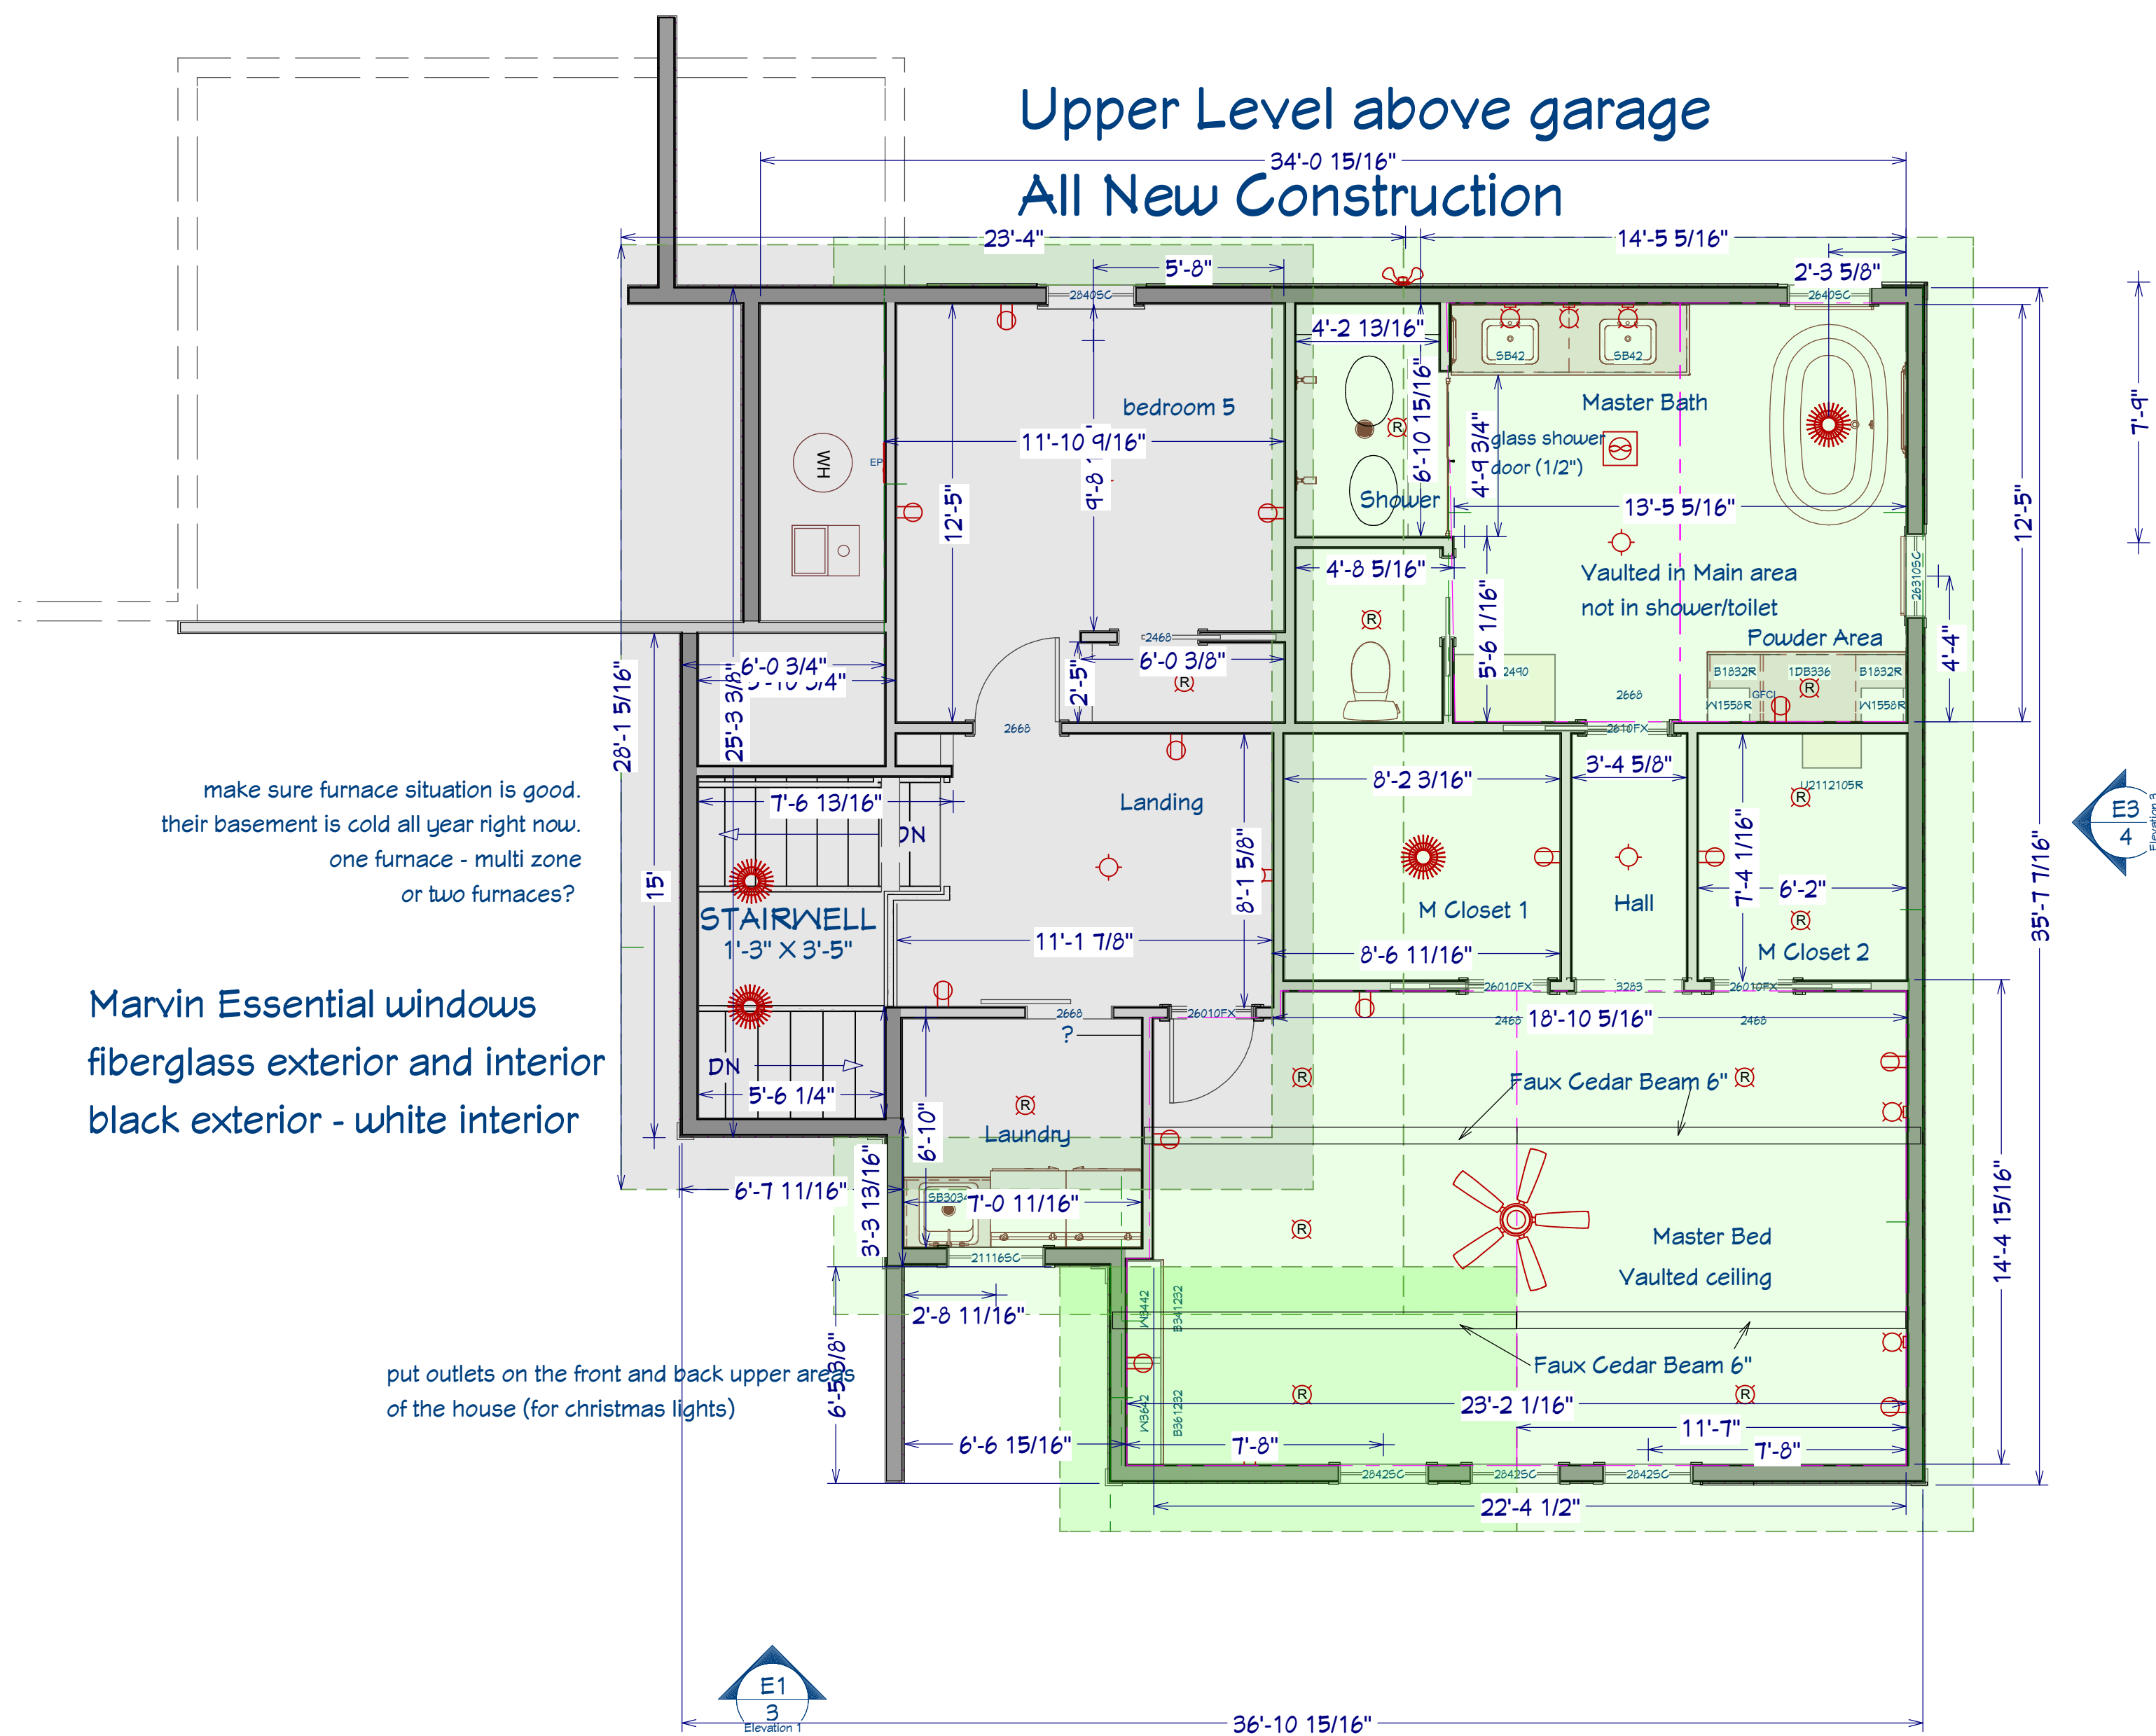 Upper Level above garage
34'-0 15/16"
All New Construction
23'-4"
14'-5 5/16"
5'-8"
2'-3 5/8"
2840SC
2640SC
4'-2 13/16"
SB42
SB42
7'-9"
bedroom 5
Master Bath
6'-10 15/16"
11'-10 9/16"
glass shower
door (1/2")
4'-9 3/4"
WH
EP
R
9'-8
12'-5"
Shower
13'-5 5/16"
12'-5"
4'-8 5/16"
Vaulted in Main area
not in shower/toilet
26310SC
R
5'-6 1/16"
Powder Area
2468
4'-4"
6'-0 3/4"
6'-0 3/8"
2'-5"
R
2490
B1832R
1DB336
B1832R
R
GFCI
2668
W1558R
W1558R
28'-1 5/16"
25'-3 3/8"
2668
2610FX
make sure furnace situation is good.
their basement is cold all year right now.
one furnace - multi zone
or two furnaces?
8'-2 3/16"
3'-4 5/8"
U2112105R
R
7'-6 13/16"
Landing
DN
E3
4
Elevation 3
15'
8'-1 5/8"
7'-4 1/16"
6'-2"
35'-7 7/16"
STAIRWELL
1'-3" X 3'-5"
M Closet 1
Hall
R
11'-1 7/8"
8'-6 11/16"
M Closet 2
26010FX
3283
26010FX
Marvin Essential windows
fiberglass exterior and interior
black exterior - white interior
2668
?
26010FX
2468
18'-10 5/16"
2468
DN
5'-6 1/4"
R
Faux Cedar Beam 6"
R
R
Laundry
6'-10"
6'-7 11/16"
3'-3 13/16"
7'-0 11/16"
R
Master Bed
Vaulted ceiling
14'-4 15/16"
21116SC
2'-8 11/16"
W3442
B341232
put outlets on the front and back upper areas
of the house (for christmas lights)
6'-5 3/8"
Faux Cedar Beam 6"
R
R
W3642
B361232
23'-2 1/16"
11'-7"
6'-6 15/16"
7'-8"
7'-8"
2842SC
2842SC
2842SC
22'-4 1/2"
E1
3
Elevation 1
36'-10 15/16"